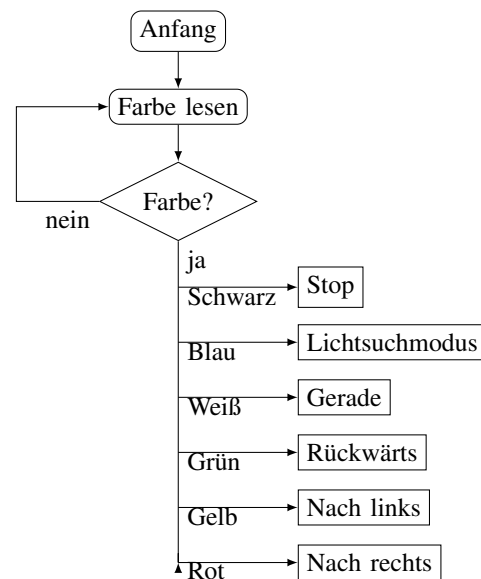 Anfang
Farbe lesen
Farbe?
nein
ja
Schwarz
Stop
Blau
Lichtsuchmodus
Weiß
Gerade
Grün
Rückwärts
Gelb
Nach links
Rot
Nach rechts